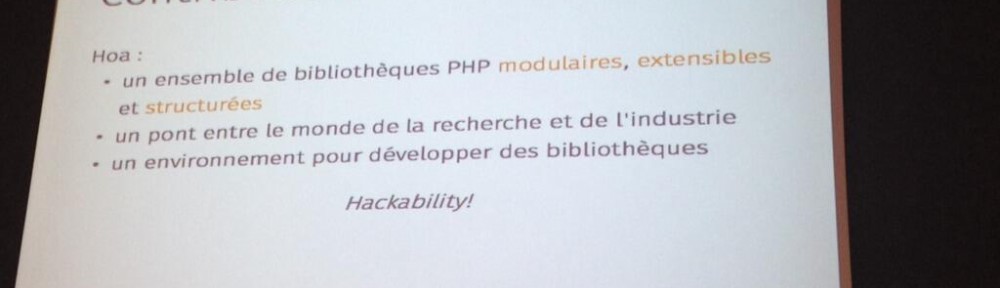 Hoa :
• un ensemble de bibliothèques PHP modulaires, extensibles
et structurées
• un pont entre le monde de la recherche et de l'industrie
• un environnement pour développer des bibliothèques
Hackability!